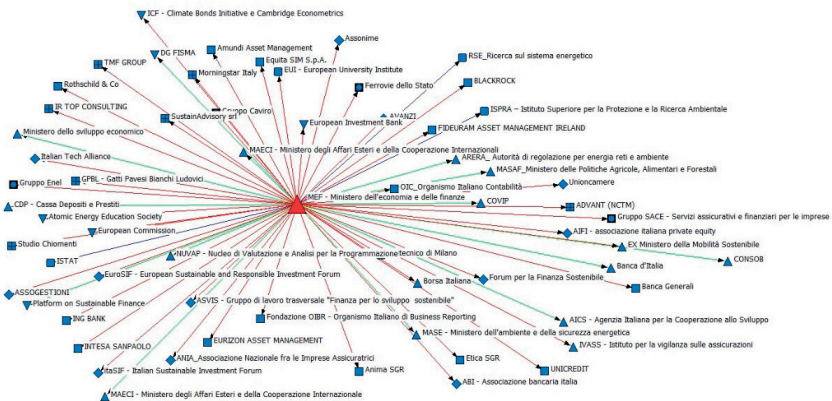 ICF - Climate Bonds Initiative e Cambridge Econometrics
Assonime
DG FISMA
Amundi Asset Management
Equita SIM S.p.A.
RSE_Ricerca sul sistema energetico
TMF GROUP
Morningstar Italy
EUI - European University Institute
Rothschild & Co
Ferrovie dello Stato
BLACKROCK
IR TOP CONSULTING
SustainAdvisory srl
Gruppo Caviro
European Investment Bank
AVANZI
ISPRA – Istituto Superiore per la Protezione e la Ricerca Ambientale
Ministero dello sviluppo economico
FIDEURAM ASSET MANAGEMENT IRELAND
MAECI - Ministero degli Affari Esteri e della Cooperazione Internazionali
Italian Tech Alliance
ARERA_ Autorità di regolazione per energia reti e ambiente
MASAF_Ministero delle Politiche Agricole, Alimentari e Forestali
Gruppo Enel
GPBL - Gatti Pavesi Bianchi Ludovici
OIC_Organismo Italiano Contabilità
Unioncamere
MEF - Ministero dell'economia e delle finanze
CDP - Cassa Depositi e Prestiti
COVIP
ADVANT (NCTM)
Atomic Energy Education Society
Gruppo SACE - Servizi assicurativi e finanziari per le imprese
European Commission
AIFI - associazione italiana private equity
Studio Chiomenti
EX Ministero della Mobilità Sostenibile
ISTAT
NUVAP - Nucleo di Valutazione e Analisi per la Programmazione
tecnico di Milano
CONSOB
EuroSIF - European Sustainable and Responsible Investment Forum
Banca d'Italia
Borsa Italiana
Forum per la Finanza Sostenibile
Banca Generali
ASSOGESTIONI
Platform on Sustainable Finance
ASVIS - Gruppo di lavoro trasversale "Finanza per lo sviluppo sostenibile"
ING BANK
Fondazione OIBR - Organismo Italiano di Business Reporting
AICS - Agenzia Italiana per la Cooperazione allo Sviluppo
MASE - Ministero dell'ambiente e della sicurezza energetica
EURIZON ASSET MANAGEMENT
IVASS - Istituto per la vigilanza sulle assicurazioni
INTESA SANPAOLO
ANIA_Associazione Nazionale fra le Imprese Assicuratrici
Etica SGR
ItaSIF - Italian Sustainable Investment Forum
Anima SGR
UNICREDIT
ABI - Associazione bancaria italia
MAECI - Ministero degli Affari Esteri e della Cooperazione Internazionale